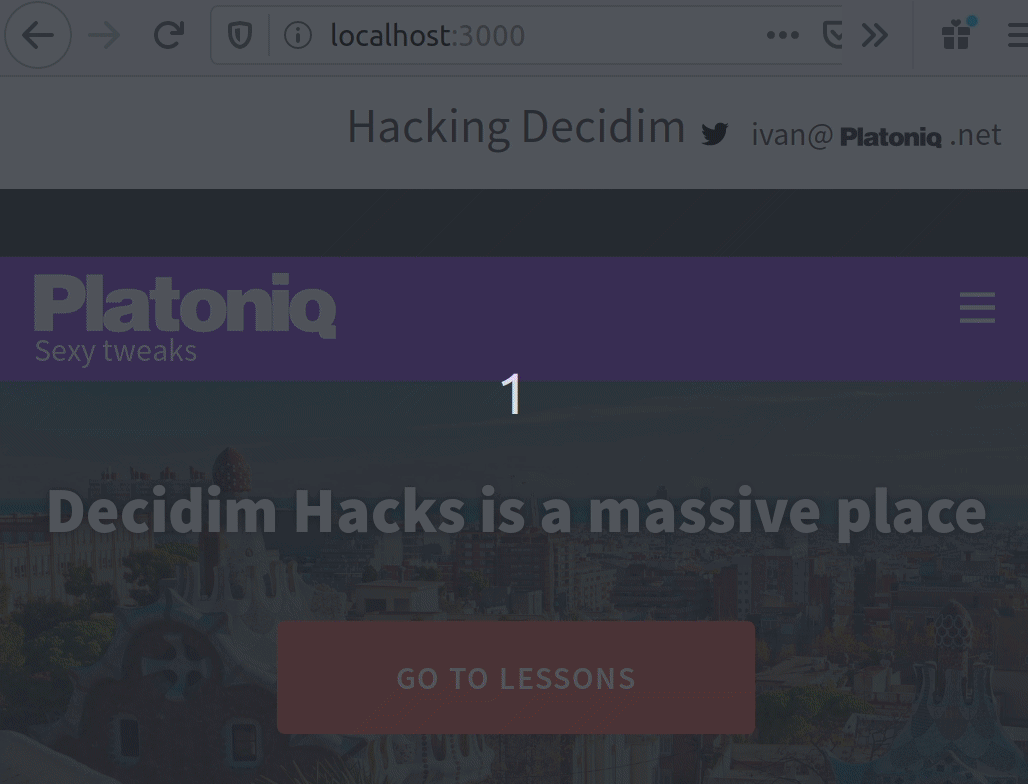 localhost:3000
Hacking Decidim ivan@Platoniq.net
Platoniq
Sexy tweaks
1
Decidim Hacks is a massive place
GO TO LESSONS